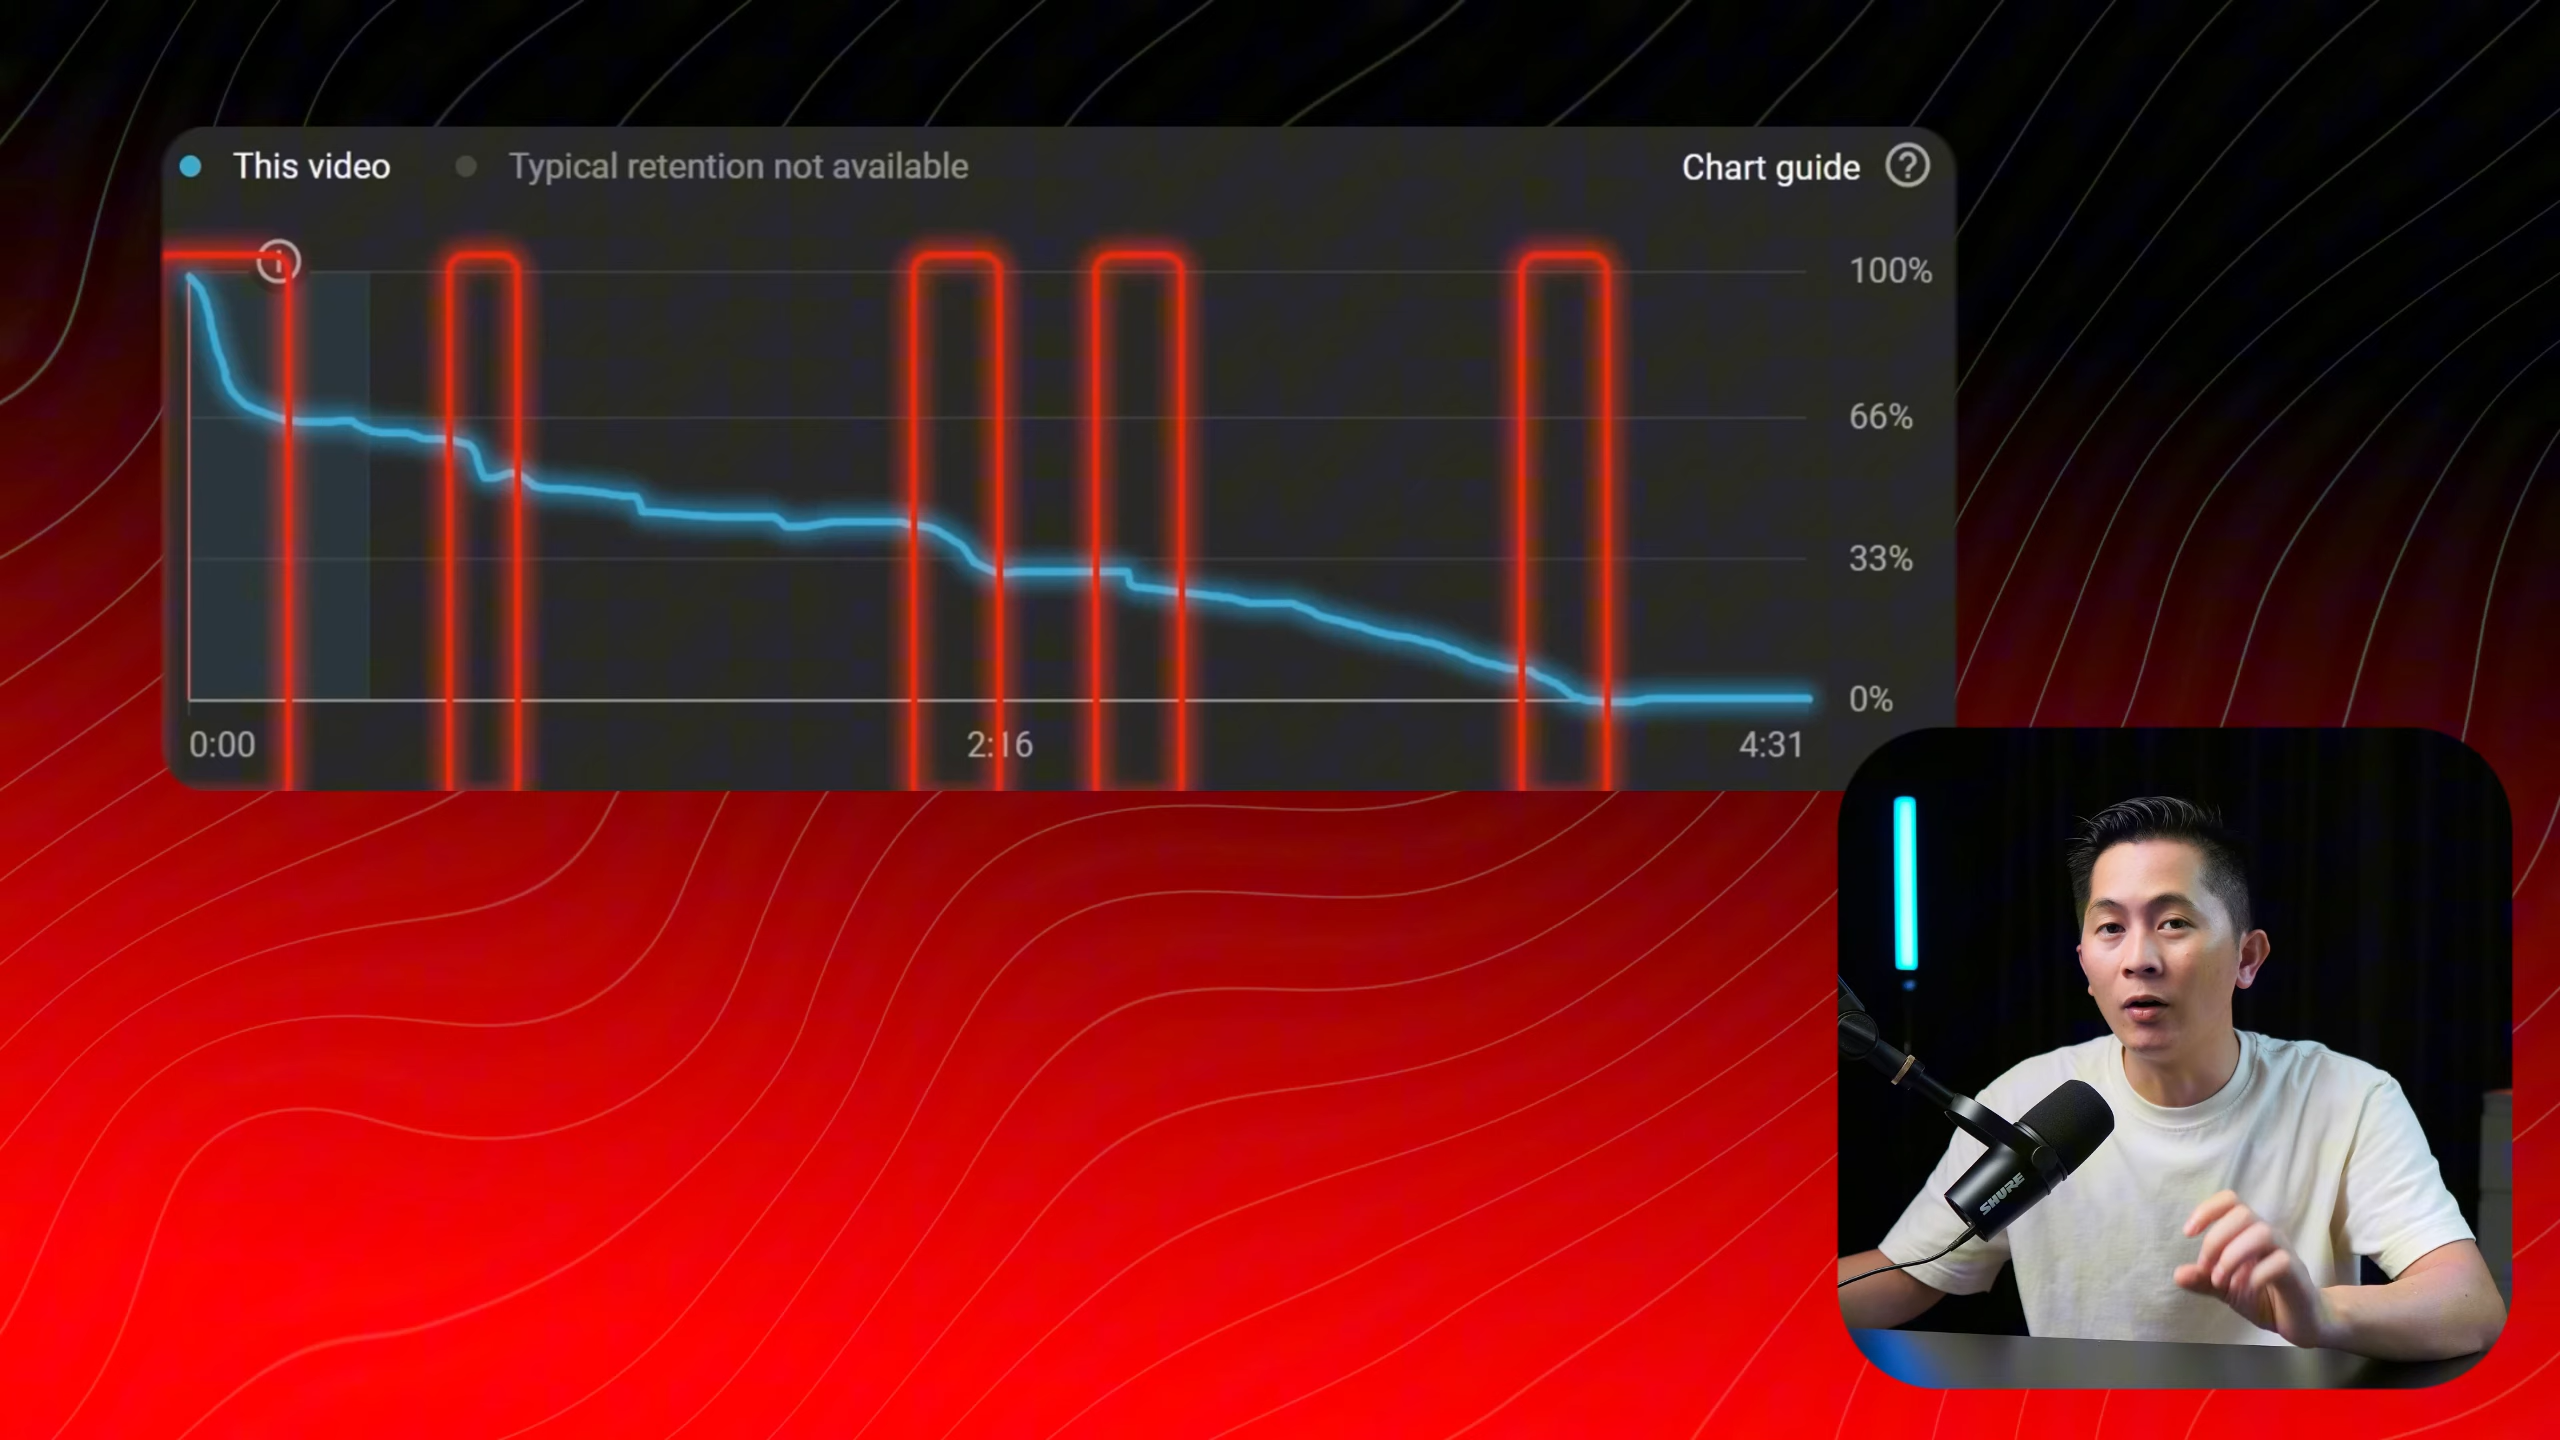 This video
Typical retention not available
Chart guide ?
100%
66%
33%
0%
0:00
2:16
4:31
SHURE